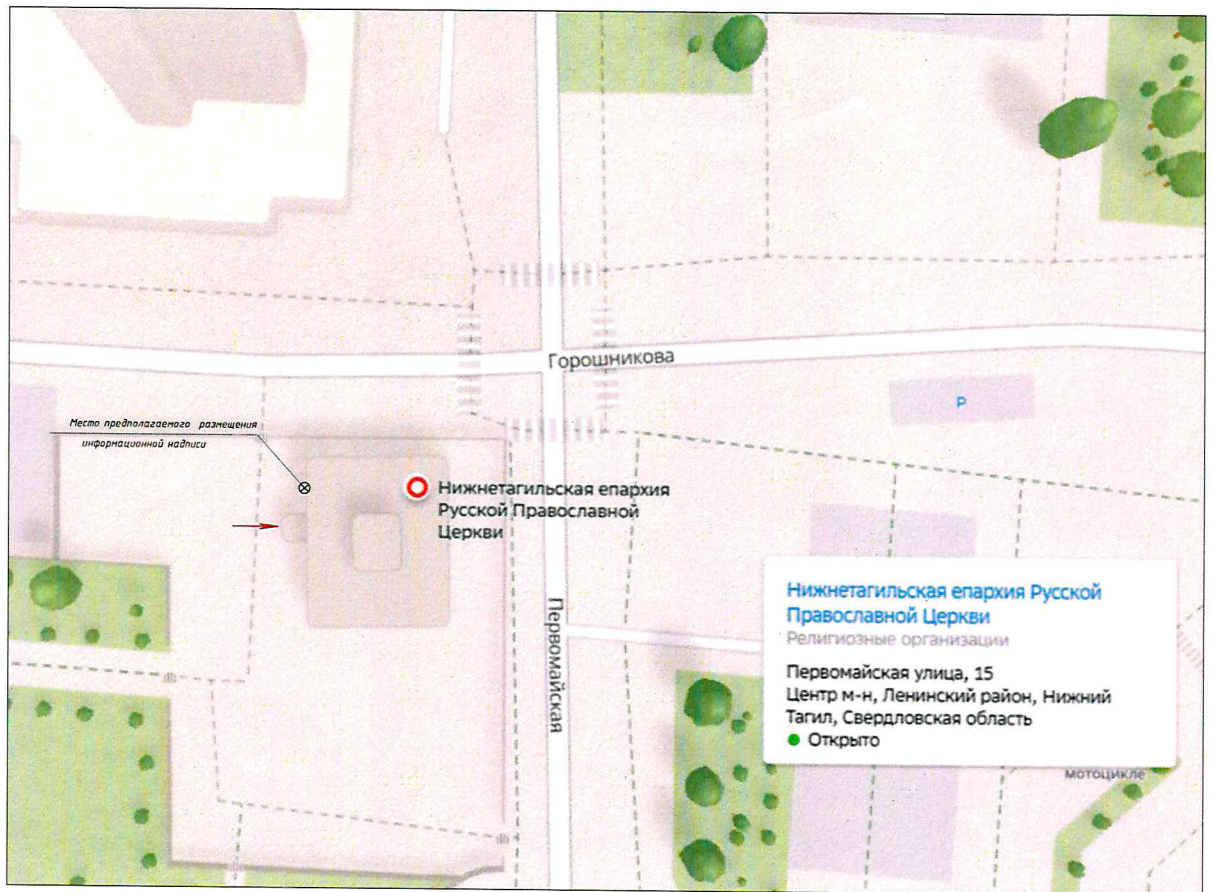 Горошникова
P
Место предполагаемого размещения
информационной надписи
Нижнетагильская епархия
Русской Православной
Церкви
Первомайская
Нижнетагильская епархия Русской
Православной Церкви
Религиозные организации
Первомайская улица, 15
Центр м-н, Ленинский район, Нижний
Тагил, Свердловская область
Открыто
мотоцикле